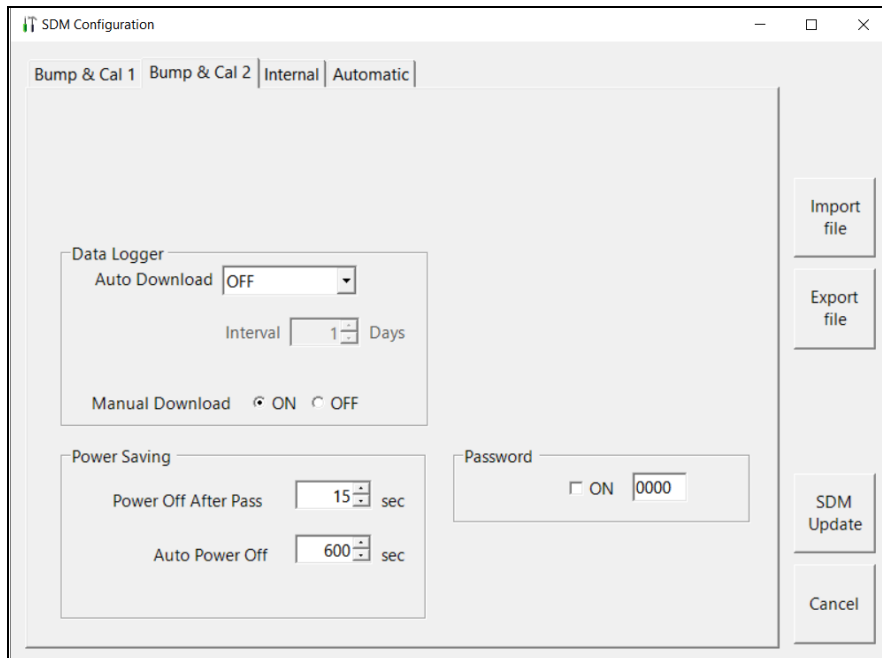 SDM Configuration
Bump & Cal 1 Bump & Cal 2 Internal Automatic
Import
file
Export
file
Data Logger
Auto Download OFF
Interval 1 Days
Manual Download ON OFF
Power Saving
Power Off After Pass 15 sec
Auto Power Off 600 sec
Password
ON 0000
SDM
Update
Cancel